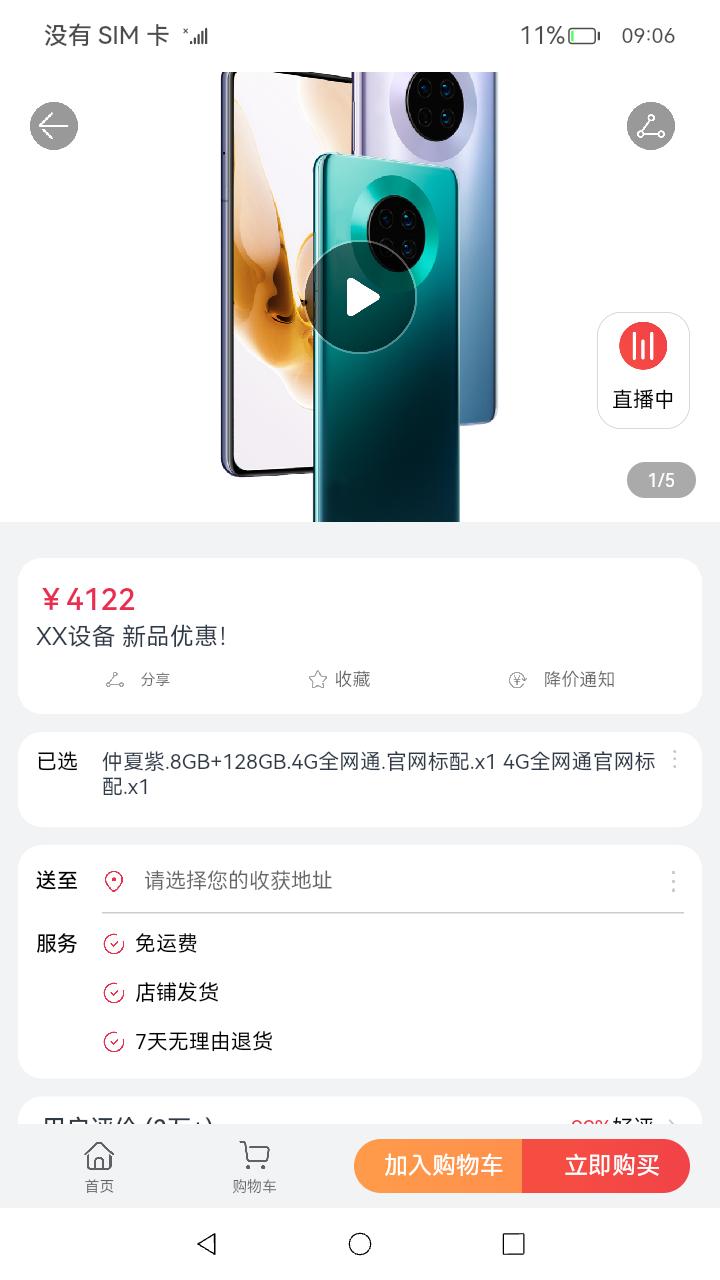 没有 SIM 卡
11%
09:06
直播中
1/5
¥4122
XX设备 新品优惠!
分享
收藏
降价通知
已选
仲夏紫.8GB+128GB.4G全网通.官网标配.x1 4G全网通官网标
配.x1
送至
请选择您的收获地址
服务
免运费
店铺发货
7天无理由退货
首页
购物车
加入购物车
立即购买